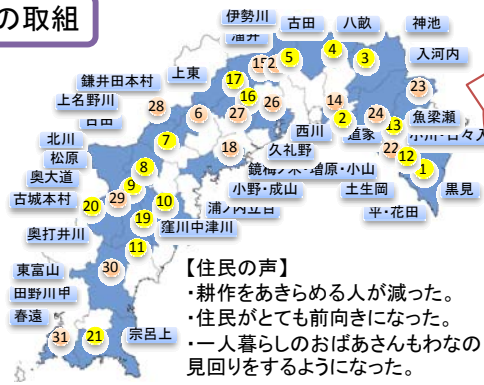 の取組
伊勢川
古田
八畝
神池
入河内
上東
鎌井田本村
上名野川
北川
松原
奥大道
古城本村
奥打井川
東富山
田野川甲
春遠
宗呂上
窪川中津川
小野・成山
久礼野
西川
土生岡
平・花田
黒見
魚梁瀬
1
2
3
4
5
6
7
8
9
10
11
12
13
14
16
17
18
19
20
21
22
23
24
26
27
28
29
30
31
【住民の声】
・耕作をあきらめる人が減った。
・住民がとても前向きになった。
・一人暮らしのおばあさんもわなの
見回りをするようになった。